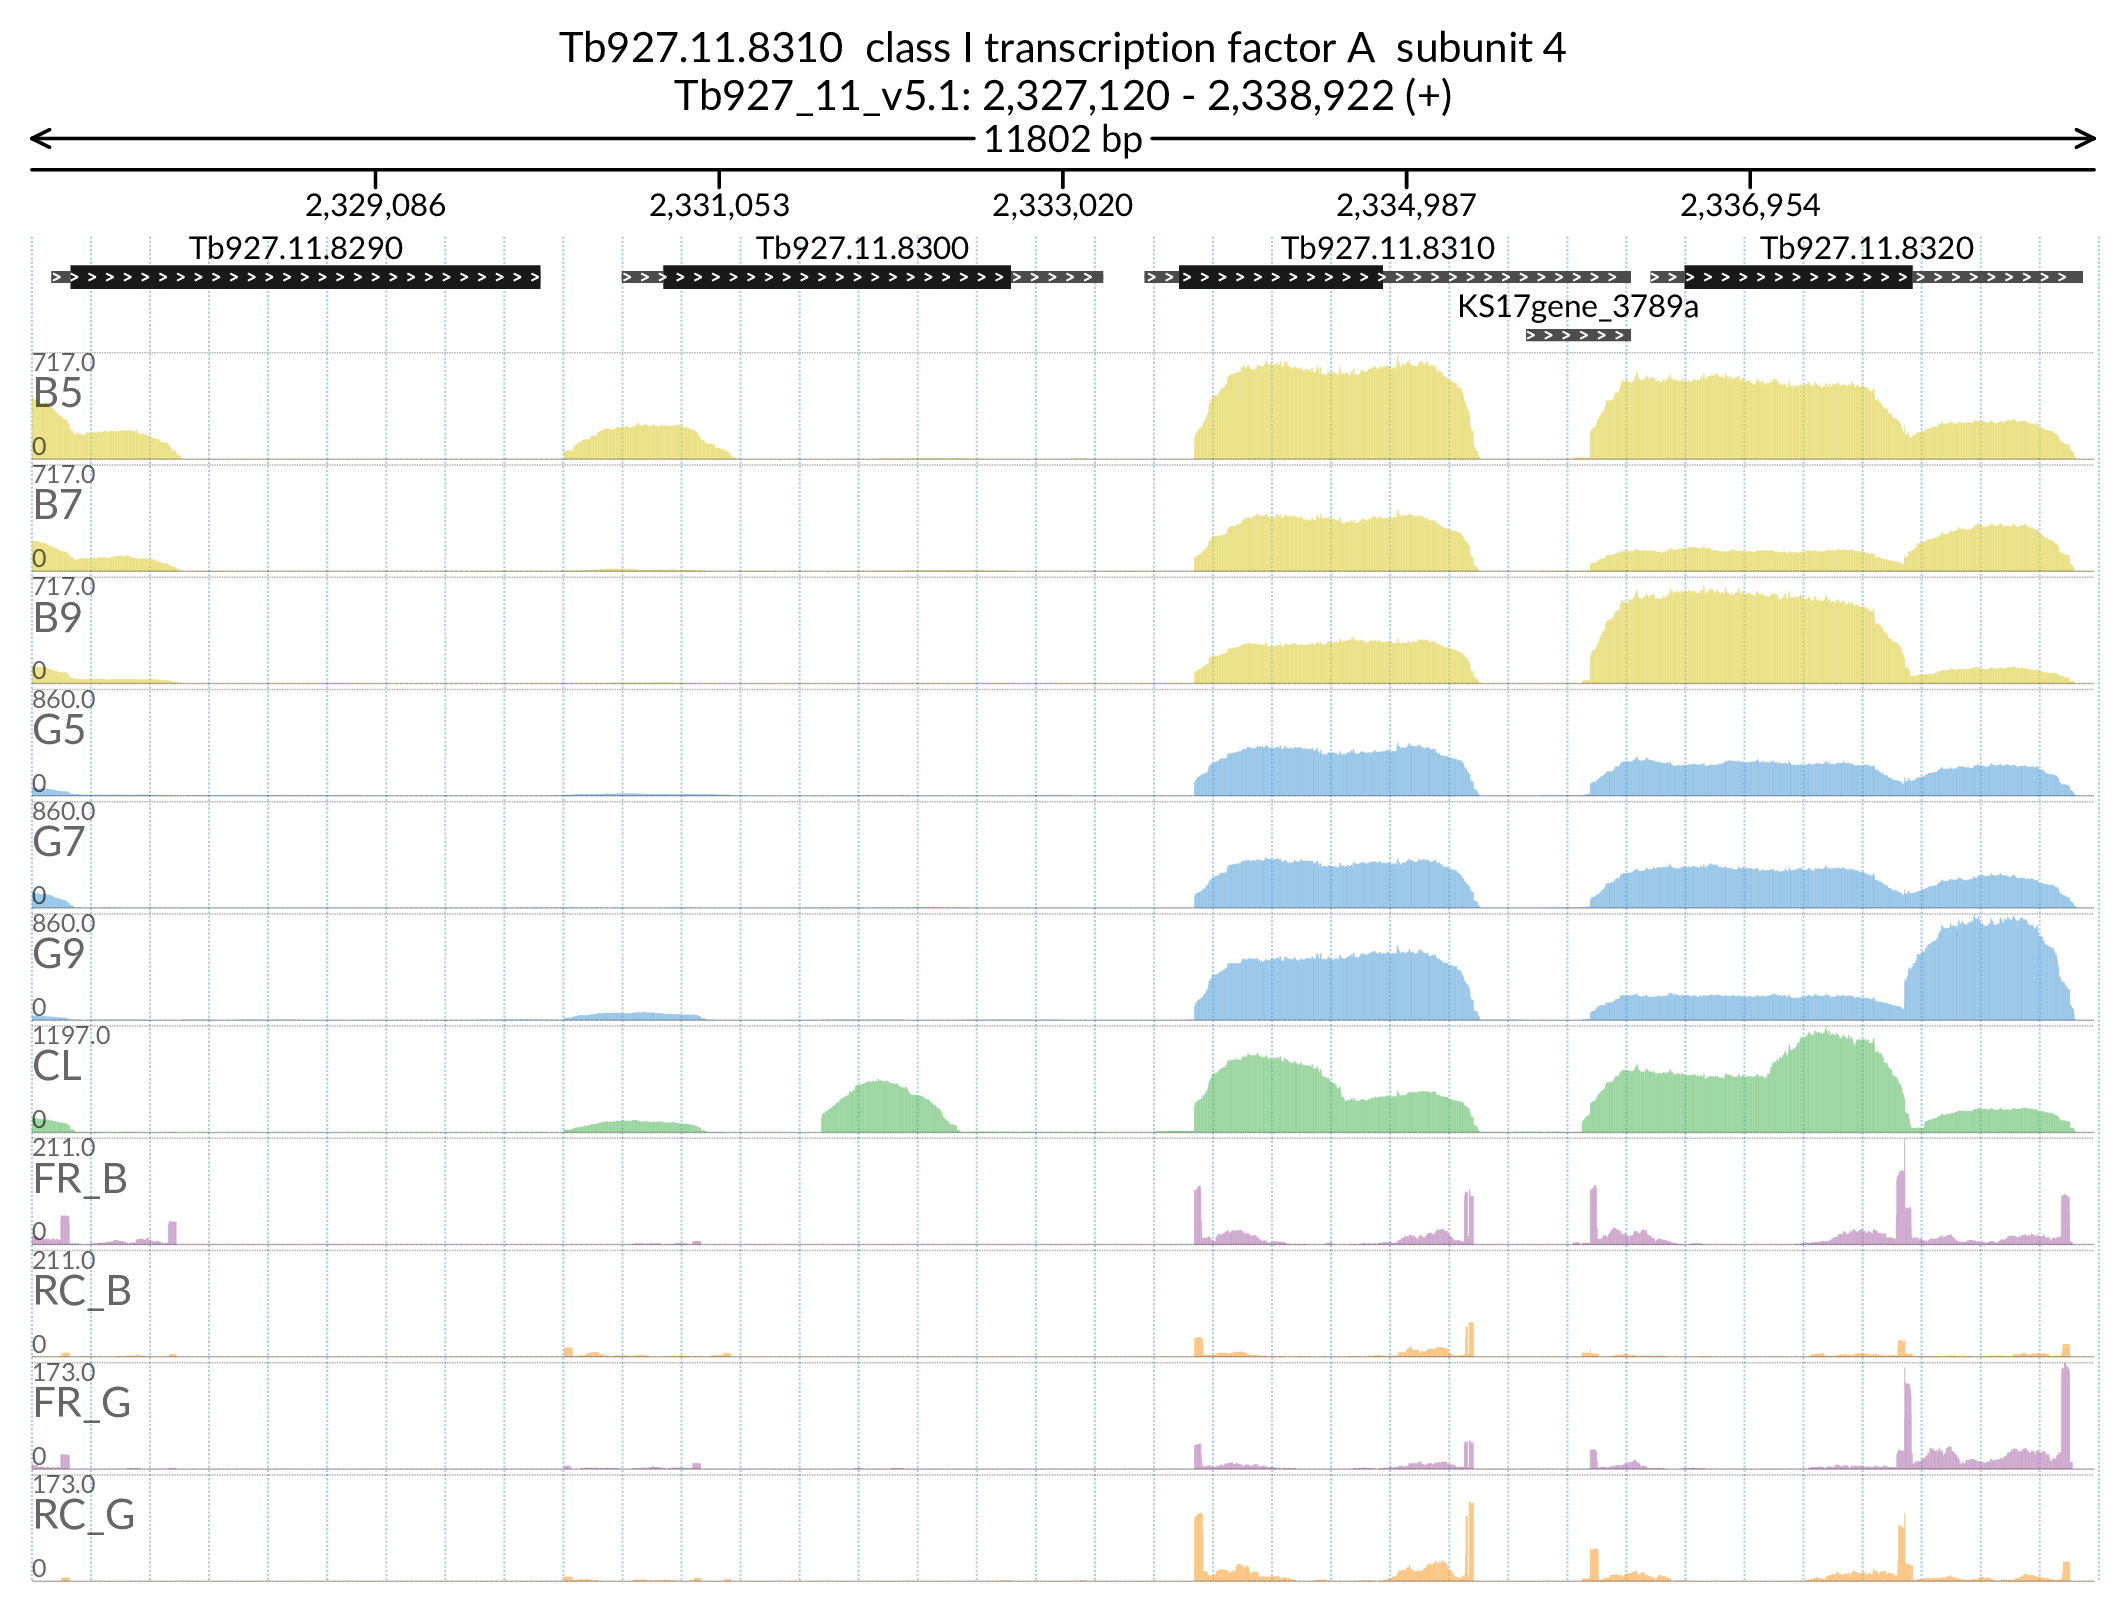 Tb927.11.8310  class I transcription factor A  subunit 4
Tb927_11_v5.1: 2,327,120 - 2,338,922 (+)
11802 bp
2,329,086 2,331,053 2,333,020 2,334,987 2,336,954
Tb927.11.8290 Tb927.11.8300 Tb927.11.8310 Tb927.11.8320
KS17gene_3789a
717.0
B5
0
717.0
B7
0
717.0
B9
0
860.0
G5
0
860.0
G7
0
860.0
G9
0
1197.0
CL
0
211.0
FR_B
0
211.0
RC_B
0
173.0
FR_G
0
173.0
RC_G
0